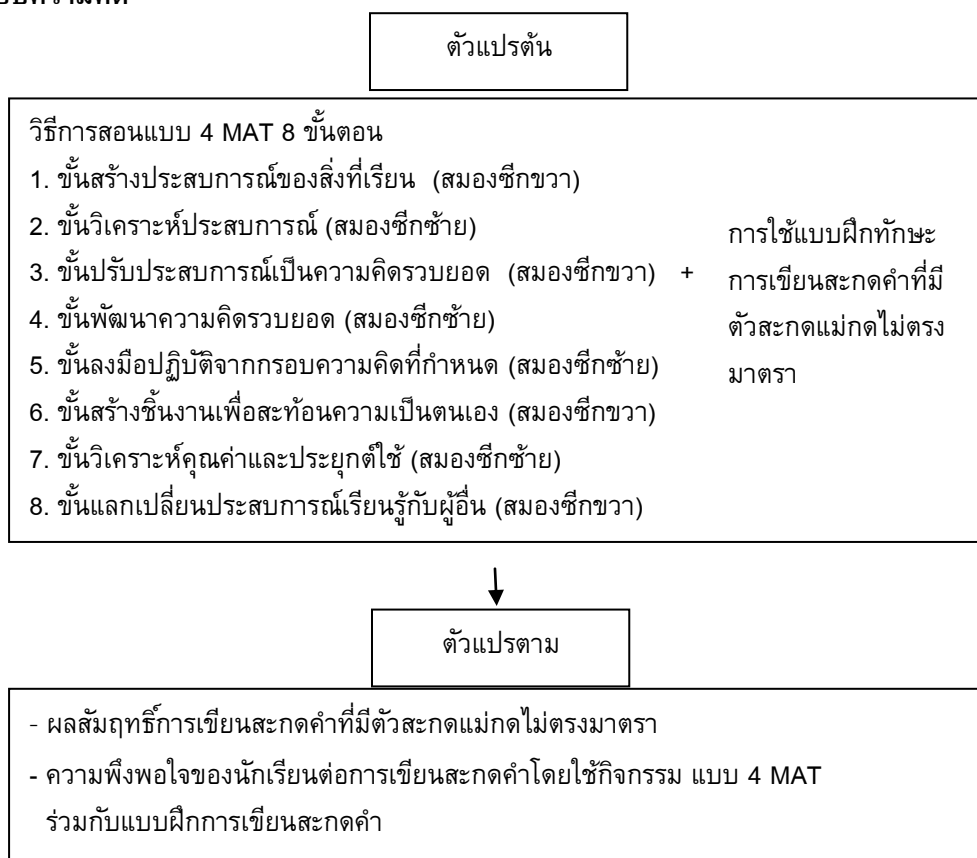 ตัวแปรต้น
วิธีการสอนแบบ 4 MAT 8 ขั้นตอน
1. ขั้นสร้างประสบการณ์ของสิ่งที่เรียน (สมองซีกขวา)
2. ขั้นวิเคราะห์ประสบการณ์ (สมองซีกซ้าย)
3. ขั้นปรับประสบการณ์เป็นความคิดรวบยอด (สมองซีกขวา) +
4. ขั้นพัฒนาความคิดรวบยอด (สมองซีกซ้าย)
5. ขั้นลงมือปฏิบัติจากกรอบความคิดที่กำหนด (สมองซีกซ้าย)
6. ขั้นสร้างชิ้นงานเพื่อสะท้อนความเป็นตนเอง (สมองซีกขวา)
7. ขั้นวิเคราะห์คุณค่าและประยุกต์ใช้ (สมองซีกซ้าย)
8. ขั้นแลกเปลี่ยนประสบการณ์เรียนรู้กับผู้อื่น (สมองซีกขวา)
การใช้แบบฝึกทักษะ
การเขียนสะกดคำที่มี
ตัวสะกดแม่กดไม่ตรง
มาตรา
ตัวแปรตาม
- ผลสัมฤทธิ์การเขียนสะกดคำที่มีตัวสะกดแม่กดไม่ตรงมาตรา
- ความพึงพอใจของนักเรียนต่อการเขียนสะกดคำโดยใช้กิจกรรม แบบ 4 MAT
ร่วมกับแบบฝึกการเขียนสะกดคำ